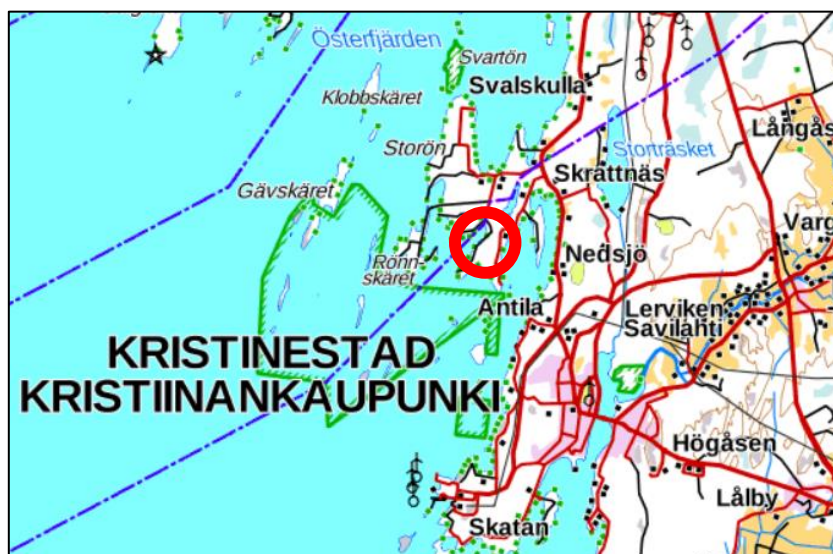 Österfjärden
Svartön
Svalskulla
Klobbskäret
Långås
Storön
Storträsket
Skrattnäs
Gävskäret
Varg
Nedsjö
Rönn-
skäret
Antila
Lerviken
Savilahti
KRISTINESTAD
KRISTIINANKAUPUNKI
Högåsen
Lålby
Skatan